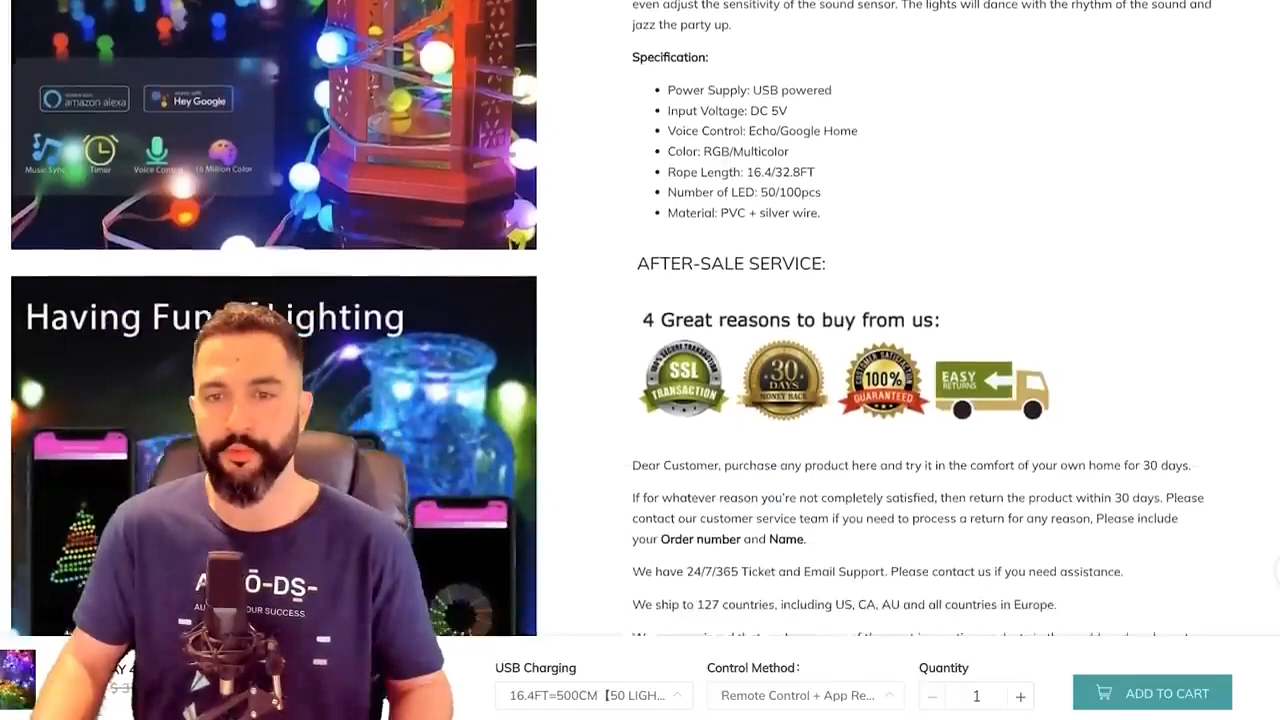 even adjust the sensitivity of the sound sensor. The lights will dance with the rhythm of the sound and
jazz the party up.
Specification:
Power Supply: USB powered
Input Voltage: DC 5V
Voice Control: Echo/Google Home
Color: RGB/Multicolor
Rope Length: 16.4/32.8FT
Number of LED: 50/100pcs
Material: PVC + silver wire.
AFTER-SALE SERVICE:
4 Great reasons to buy from us:
100% SECURE TRANSACTION
SSL
TRANSACTION
30
DAYS
MONEY BACK
CUSTOMER SATISFACTION
100%
GUARANTEED
EASY
RETURNS
Dear Customer, purchase any product here and try it in the comfort of your own home for 30 days.
If for whatever reason you're not completely satisfied, then return the product within 30 days. Please
contact our customer service team if you need to process a return for any reason, Please include
your Order number and Name.
We have 24/7/365 Ticket and Email Support. Please contact us if you need assistance.
We ship to 127 countries, including US, CA, AU and all countries in Europe.
amazon alexa
Hey Google
Music Sync
Timer
Voice Cont
16 Million Color
Having Fun Lighting
YOUR SUCCESS
USB Charging
Control Method:
Quantity
16.4FT=500CM【50 LIGH...
Remote Control + App Re...
− 1 +
ADD TO CART